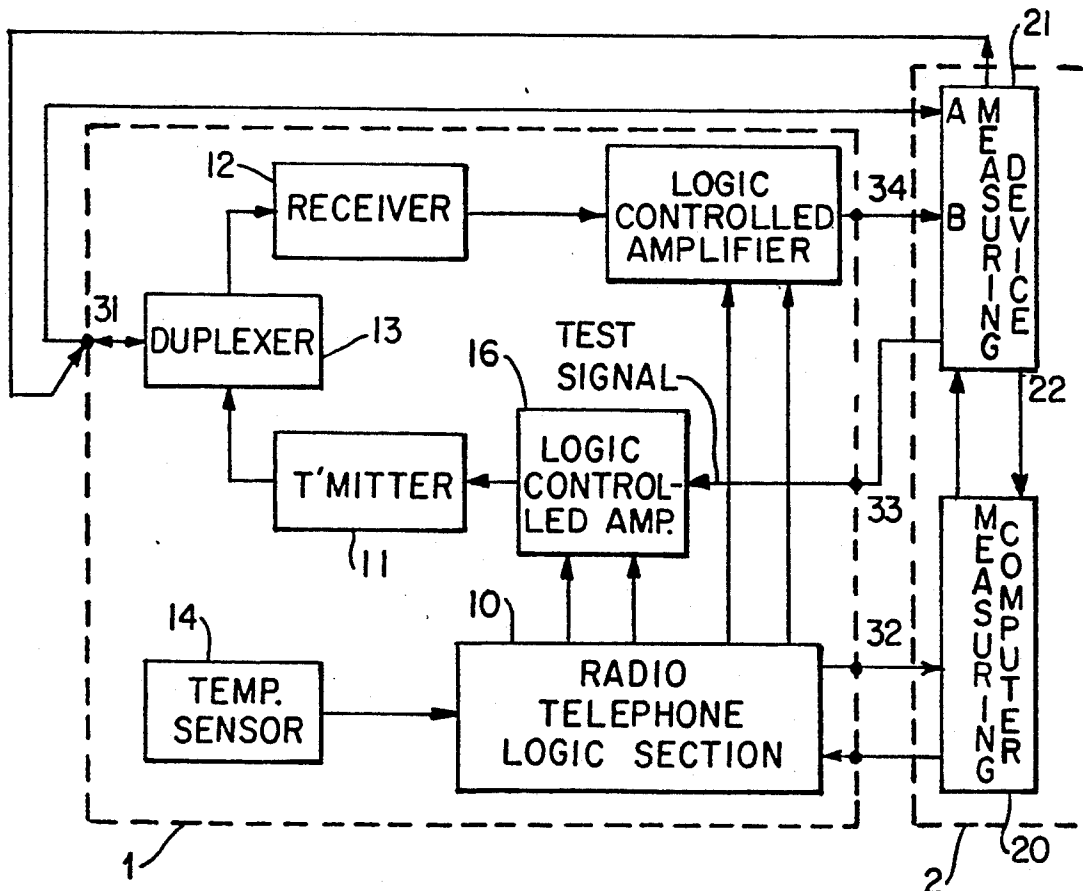 21
A
MEASURING
DEVICE
12
RECEIVER
LOGIC
CONTROLLED
AMPLIFIER
34
B
31
DUPLEXER
13
TEST
SIGNAL
16
22
LOGIC
CONTROL-
LED AMP.
T'MITTER
11
33
MEASURING
COMPUTER
10
32
14
TEMP.
SENSOR
RADIO
TELEPHONE
LOGIC SECTION
1
2
20